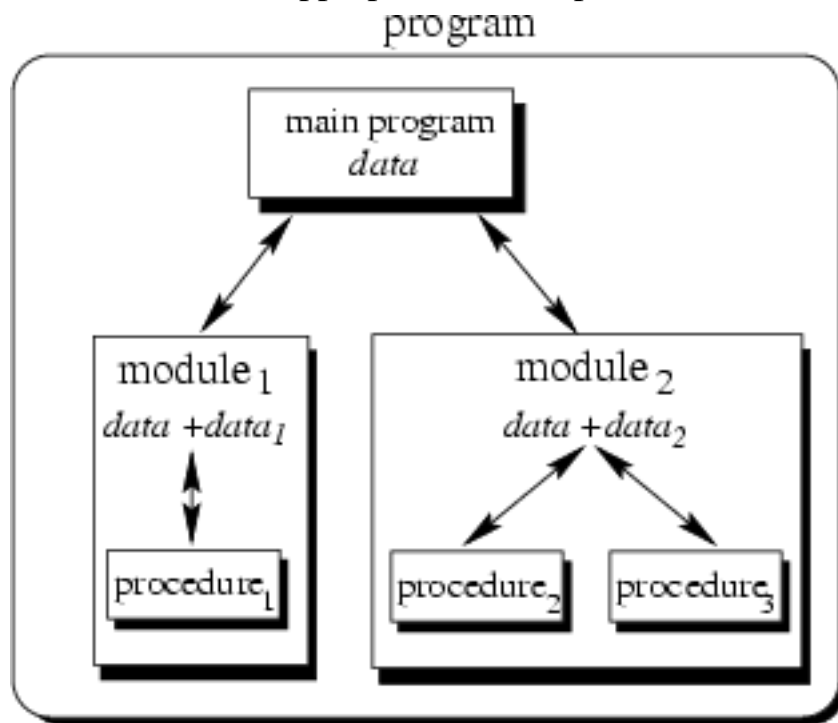 program
main program
data
module₁
data +data₁
procedure₁
module₂
data +data₂
procedure₂
procedure₃